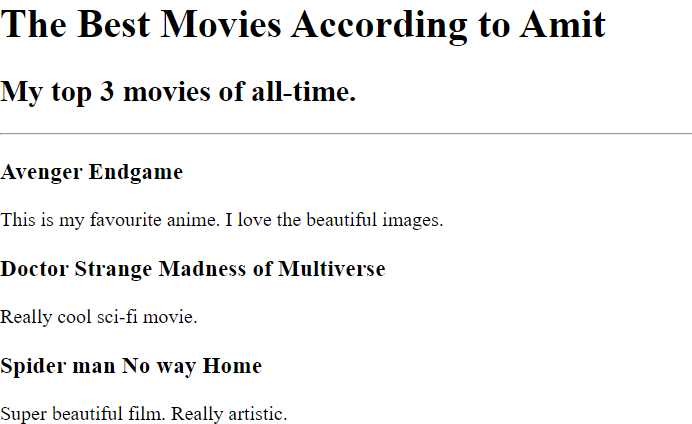 The Best Movies According to Amit
My top 3 movies of all-time.
Avenger Endgame
This is my favourite anime. I love the beautiful images.
Doctor Strange Madness of Multiverse
Really cool sci-fi movie.
Spider man No way Home
Super beautiful film. Really artistic.